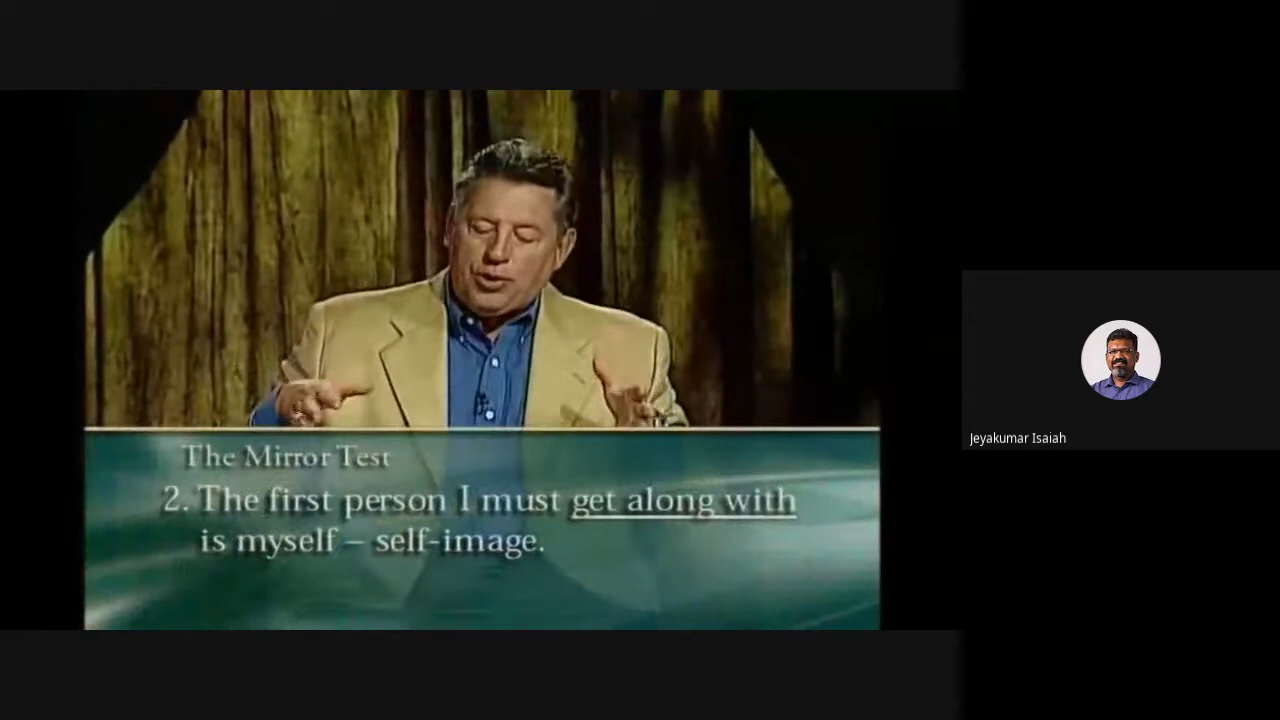 The Mirror Test
2. The first person I must get along with
is myself – self-image.
Jeyakumar Isaiah